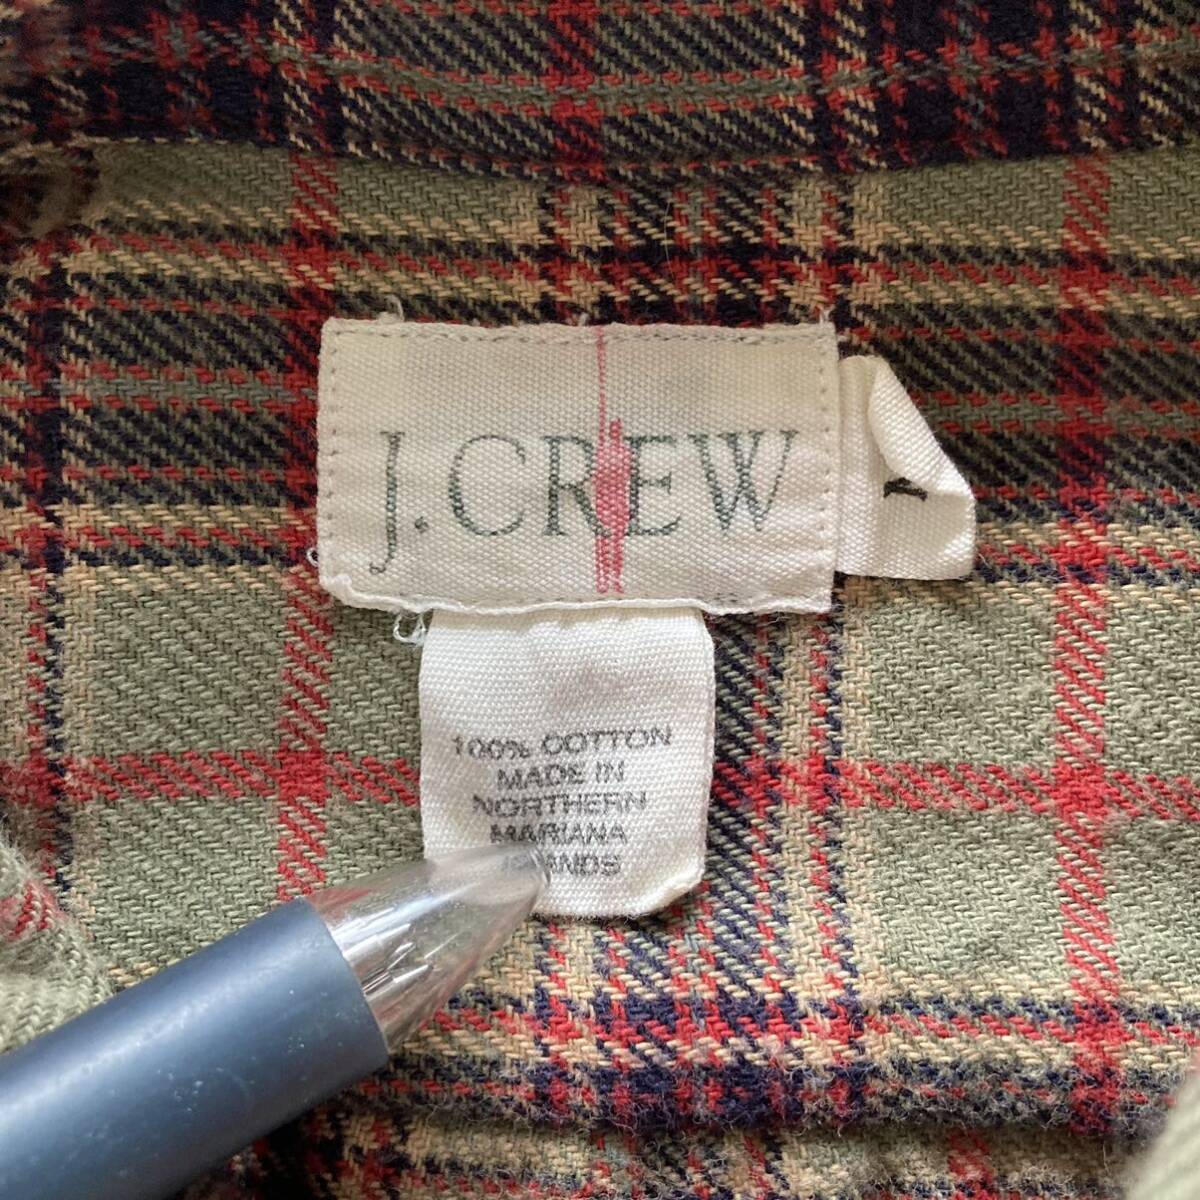 J.CREW
100% COTTON
MADE IN
NORTHERN
MARIANA
ISLANDS